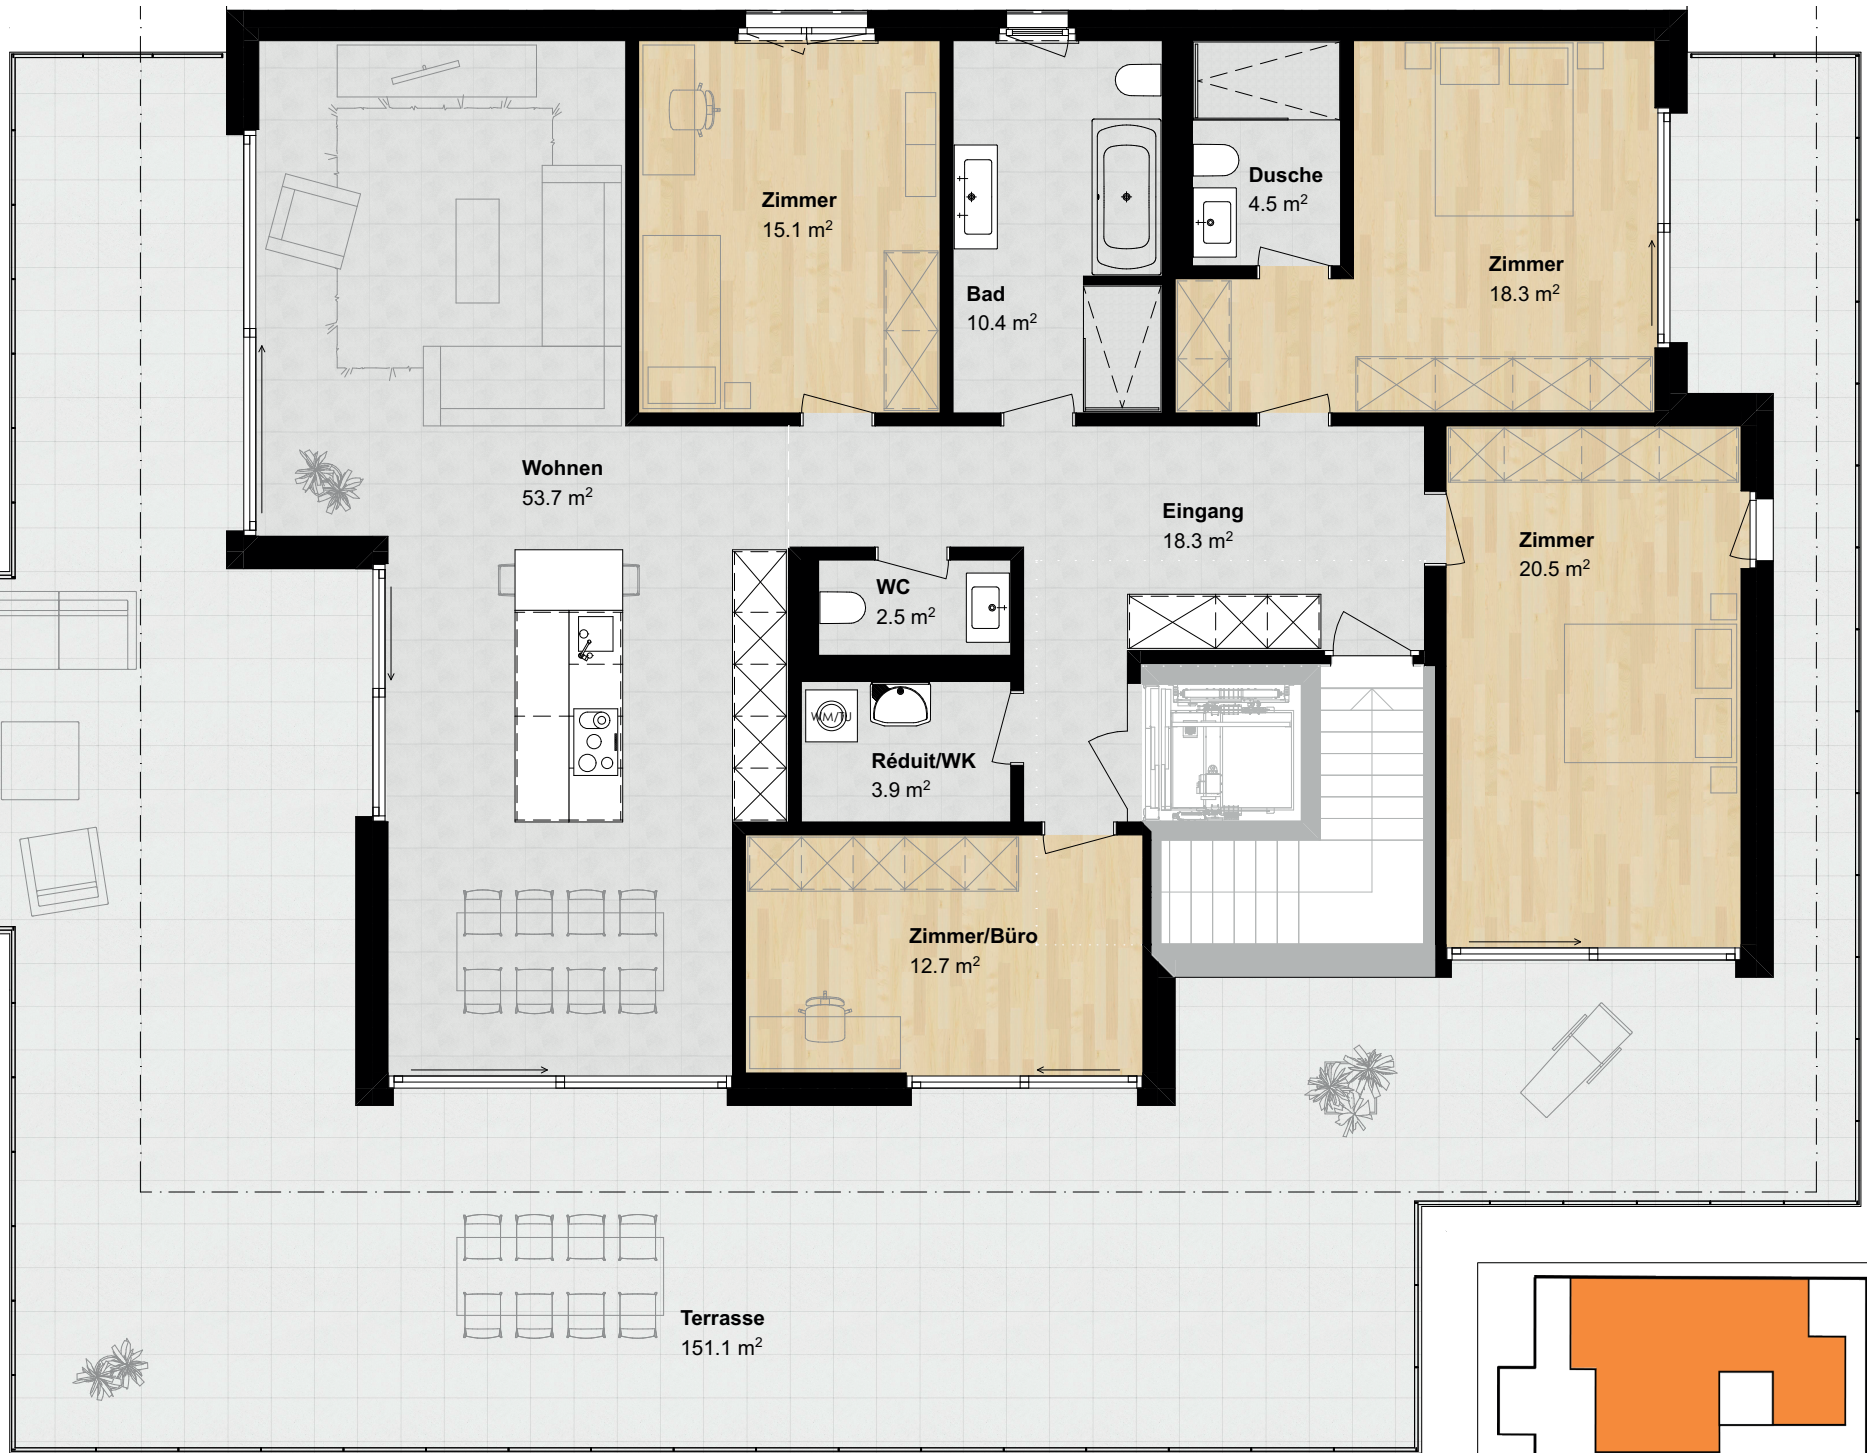 Zimmer
15.1 m²
Dusche
4.5 m²
Zimmer
18.3 m²
Bad
10.4 m²
Wohnen
53.7 m²
Eingang
18.3 m²
Zimmer
20.5 m²
WC
2.5 m²
WM/TU
Réduit/WK
3.9 m²
Zimmer/Büro
12.7 m²
Terrasse
151.1 m²